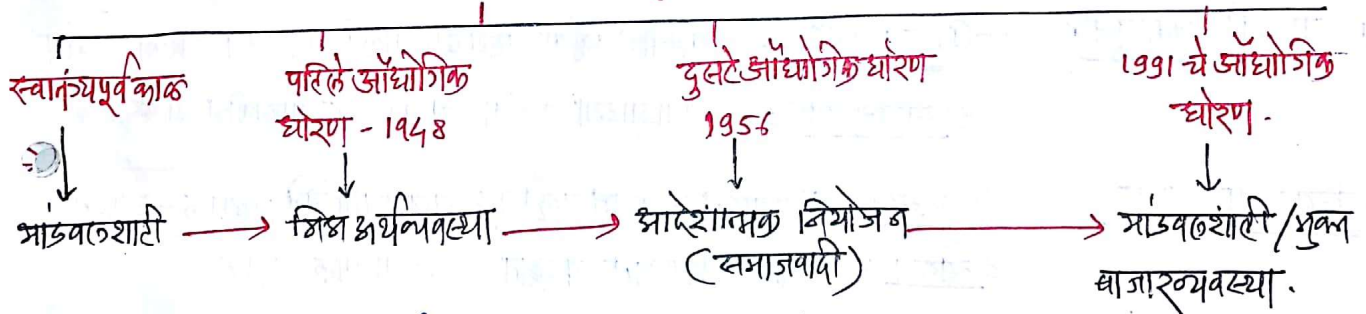 स्वातंत्र्यपूर्व काळ
पहिले औद्योगिक
धोरण - 1948
दुसरे औद्योगिक धोरण
1956
1991 चे औद्योगिक
धोरण.
भांडवलशाही → मिश्र अर्थव्यवस्था → आदेशात्मक नियोजन → भांडवलशाही / मुक्त
(समाजवादी)
बाजारव्यवस्था.